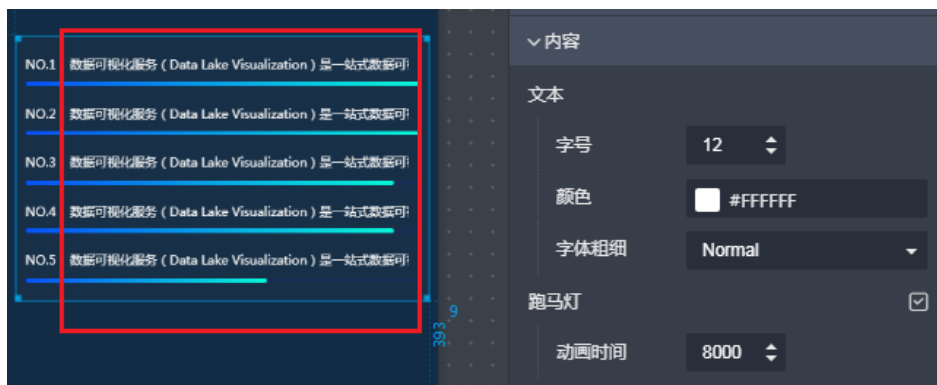 NO.1 数据可视化服务 ( Data Lake Visualization ) 是一站式数据可
NO.2 数据可视化服务 ( Data Lake Visualization ) 是一站式数据可
NO.3 数据可视化服务 ( Data Lake Visualization ) 是一站式数据可
NO.4 数据可视化服务 ( Data Lake Visualization ) 是一站式数据可
NO.5 数据可视化服务 ( Data Lake Visualization ) 是一站式数据可
9
393
内容
文本
字号 12
颜色 #FFFFFF
字体粗细 Normal
跑马灯
动画时间 8000